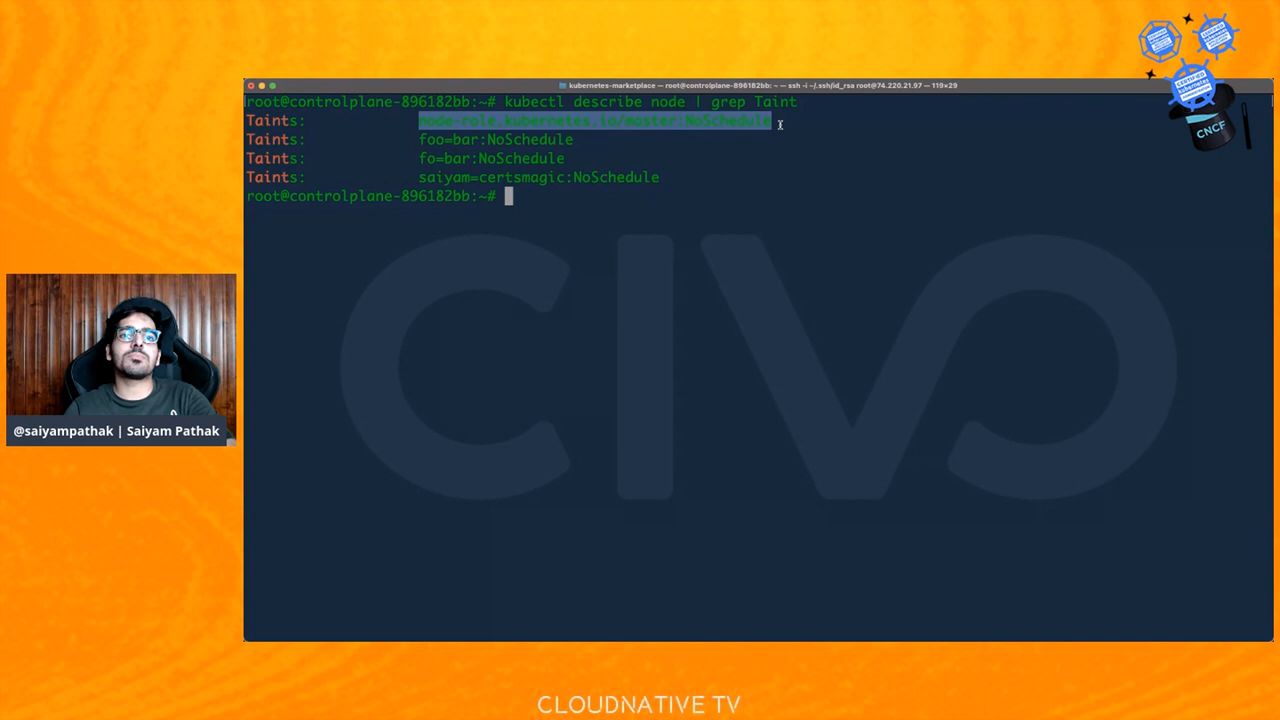 kubernetes-marketplace — root@controlplane-896182bb: ~ — ssh -i ~/.ssh/id_rsa root@74.220.21.97 — 119×29
root@controlplane-896182bb:~# kubectl describe node | grep Taint
Taints: node-role.kubernetes.io/master:NoSchedule
Taints: foo=bar:NoSchedule
Taints: fo=bar:NoSchedule
Taints: saiyam=certsmagic:NoSchedule
root@controlplane-896182bb:~#
CIVO
@saiyampathak | Saiyam Pathak
CNCF
CLOUDNATIVE TV